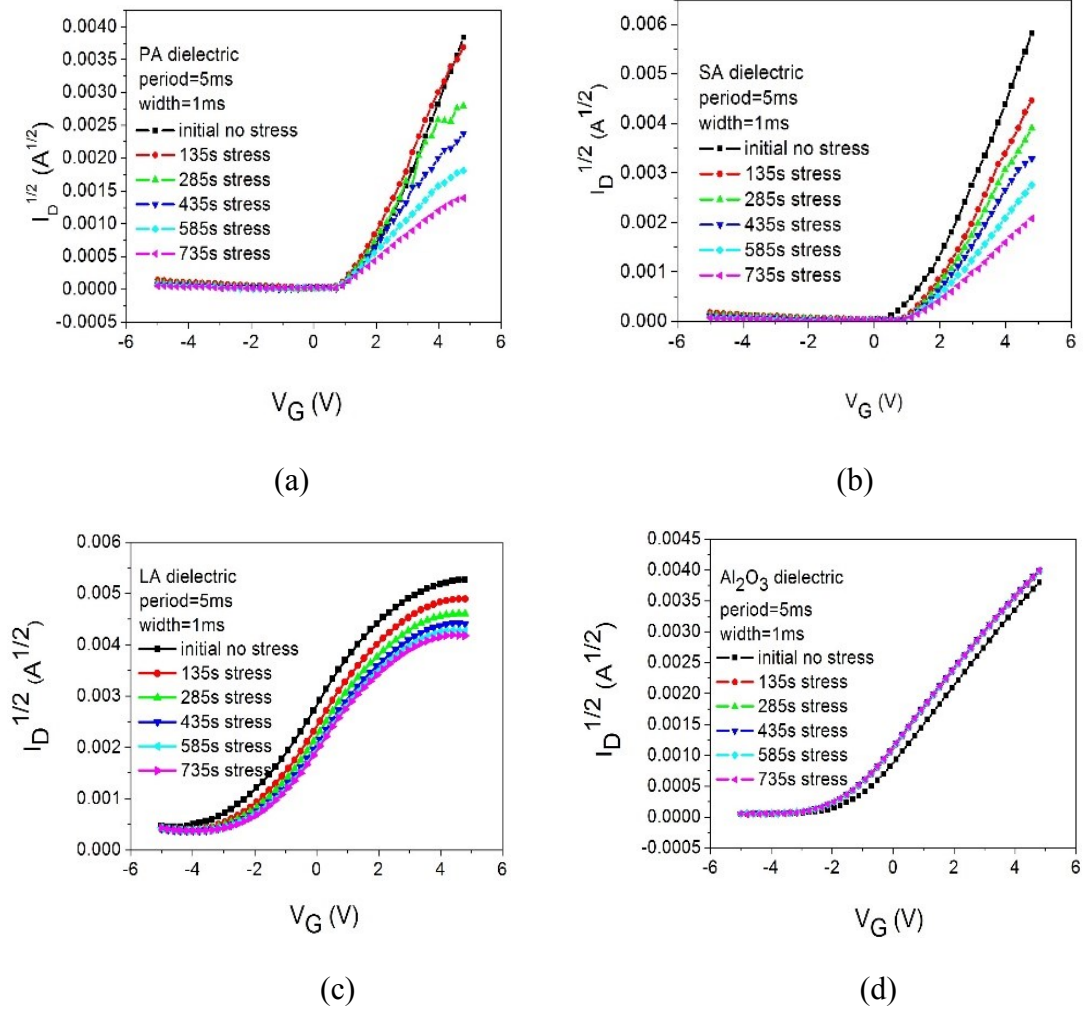 0.0040
0.0035
0.0030
0.0025
0.0020
0.0015
0.0010
0.0005
0.0000
-0.0005
I_D^1/2 (A^1/2)
PA dielectric
period=5ms
width=1ms
initial no stress
135s stress
285s stress
435s stress
585s stress
735s stress
-6 -4 -2 0 2 4 6
V_G (V)
(a)
0.006
0.005
0.004
0.003
0.002
0.001
0.000
I_D^1/2 (A^1/2)
SA dielectric
period=5ms
width=1ms
initial no stress
135s stress
285s stress
435s stress
585s stress
735s stress
-6 -4 -2 0 2 4 6
V_G (V)
(b)
0.006
0.005
0.004
0.003
0.002
0.001
0.000
I_D^1/2 (A^1/2)
LA dielectric
period=5ms
width=1ms
initial no stress
135s stress
285s stress
435s stress
585s stress
735s stress
-6 -4 -2 0 2 4 6
V_G (V)
(c)
0.0045
0.0040
0.0035
0.0030
0.0025
0.0020
0.0015
0.0010
0.0005
0.0000
-0.0005
I_D^1/2 (A^1/2)
Al₂O₃ dielectric
period=5ms
width=1ms
initial no stress
135s stress
285s stress
435s stress
585s stress
735s stress
-6 -4 -2 0 2 4 6
V_G (V)
(d)